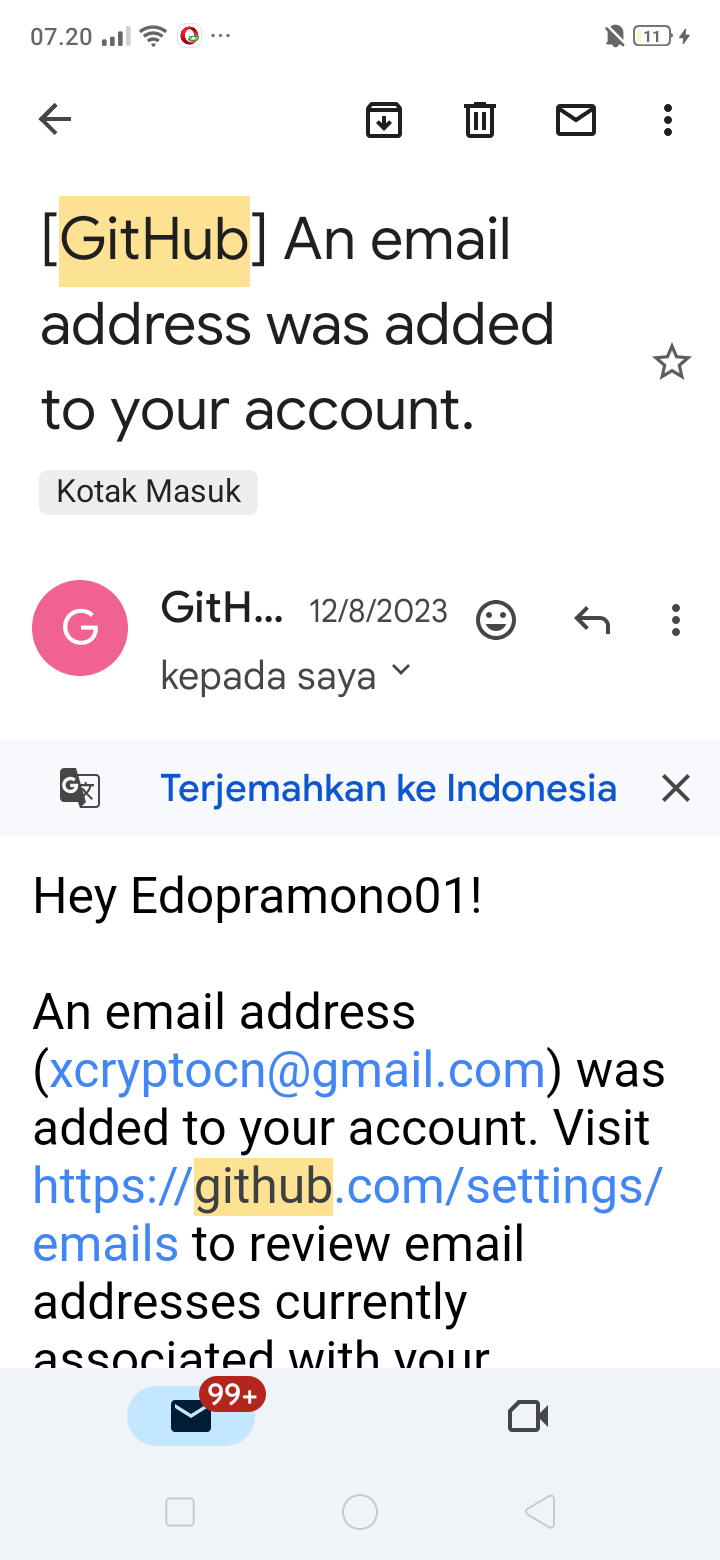 07.20
11
[GitHub] An email
address was added
to your account.
Kotak Masuk
G
GitH... 12/8/2023
kepada saya
Terjemahkan ke Indonesia
Hey Edopramono01!
An email address
(xcryptocn@gmail.com) was
added to your account. Visit
https://github.com/settings/
emails to review email
addresses currently
associated with your
99+